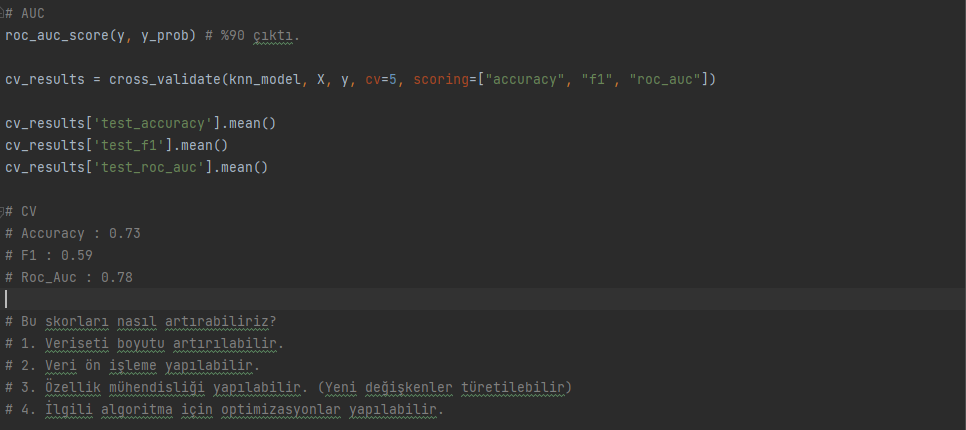 # AUC
roc_auc_score(y, y_prob) # %90 çıktı.
cv_results = cross_validate(knn_model, X, y, cv=5, scoring=["accuracy", "f1", "roc_auc"])
cv_results['test_accuracy'].mean()
cv_results['test_f1'].mean()
cv_results['test_roc_auc'].mean()
# CV
# Accuracy : 0.73
# F1 : 0.59
# Roc_Auc : 0.78
# Bu skorları nasıl artırabiliriz?
# 1. Veriseti boyutu artırılabilir.
# 2. Veri ön işleme yapılabilir.
# 3. Özellik mühendisliği yapılabilir. (Yeni değişkenler türetilebilir)
# 4. İlgili algoritma için optimizasyonlar yapılabilir.